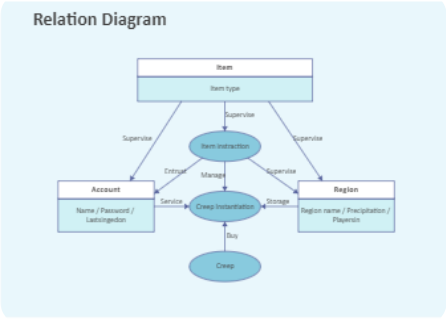 Relation Diagram
Item
Item type
Supervise
Supervise
Supervise
Item instraction
Entrust
Manage
Supervise
Account
Name / Password /
Lastsingedon
Service
Creep Instantiation
Storage
Region
Region name / Precipitation /
Playersin
Buy
Creep